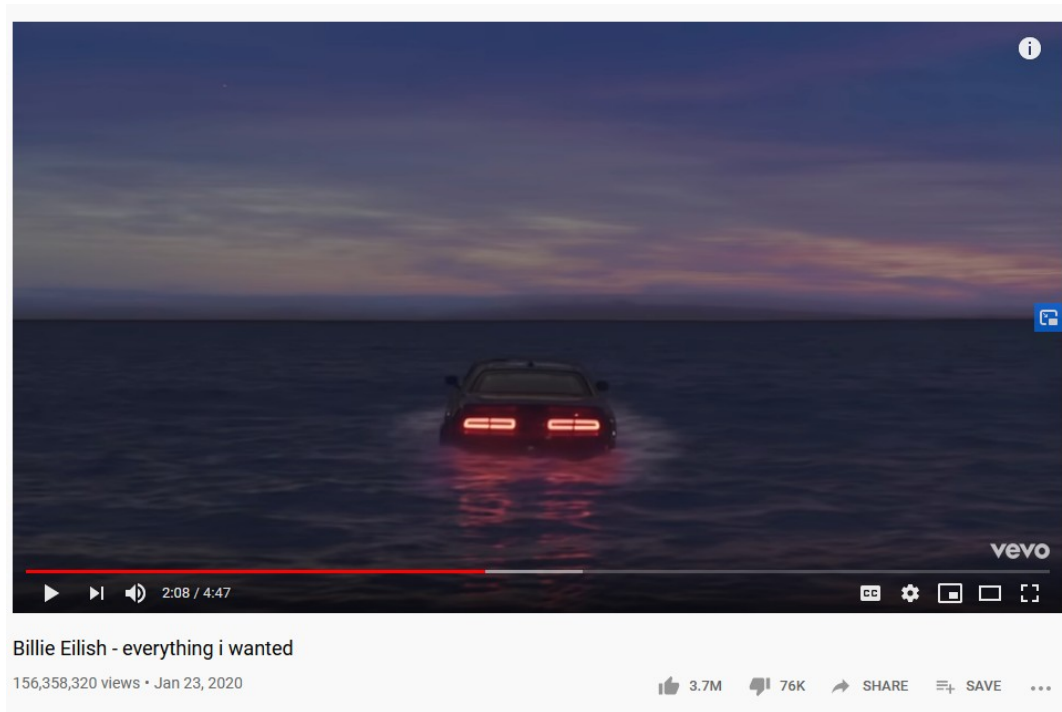 vevo
2:08 / 4:47
CC
Billie Eilish - everything i wanted
156,358,320 views • Jan 23, 2020
3.7M 76K SHARE SAVE